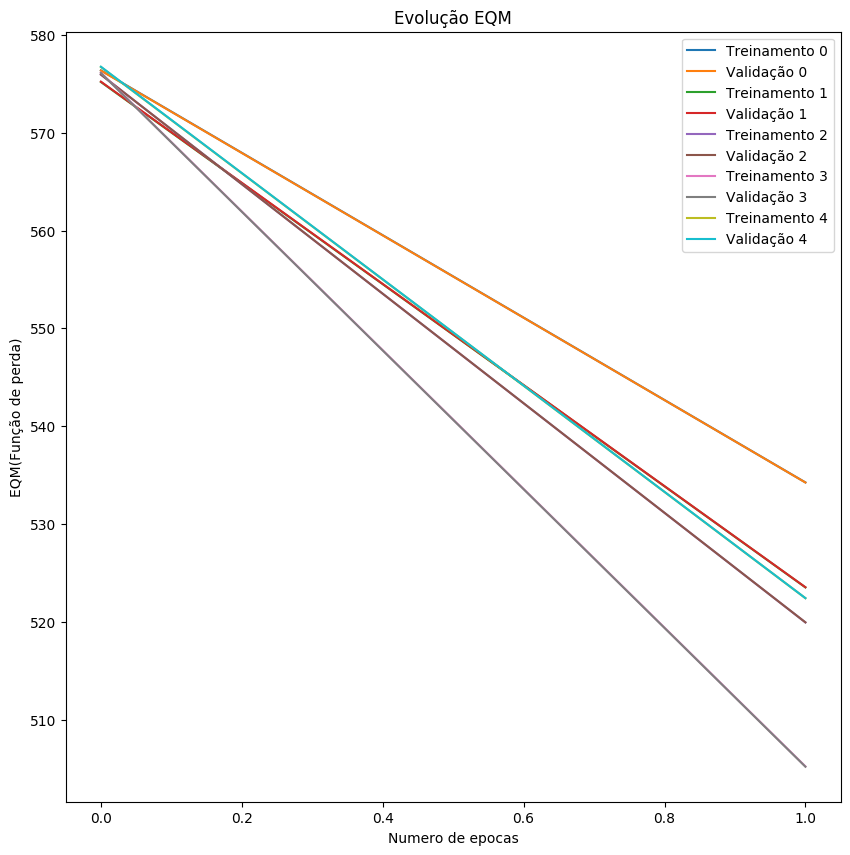 Evolução EQM
580
570
560
550
540
530
520
510
EQM(Função de perda)
0.0
0.2
0.4
0.6
0.8
1.0
Numero de epocas
Treinamento 0
Validação 0
Treinamento 1
Validação 1
Treinamento 2
Validação 2
Treinamento 3
Validação 3
Treinamento 4
Validação 4